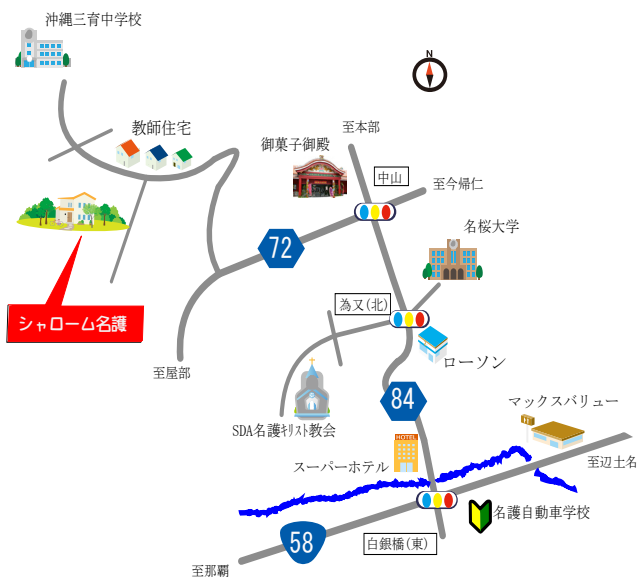 沖縄三育中学校
N
教師住宅
至本部
御菓子御殿
中山
至今帰仁
名桜大学
72
シャローム名護
為又(北)
ローソン
至屋部
84
マックスバリュー
SDA名護ｷﾘｽﾄ教会
HOTEL
スーパーホテル
至辺土名
名護自動車学校
58
白銀橋(東)
至那覇